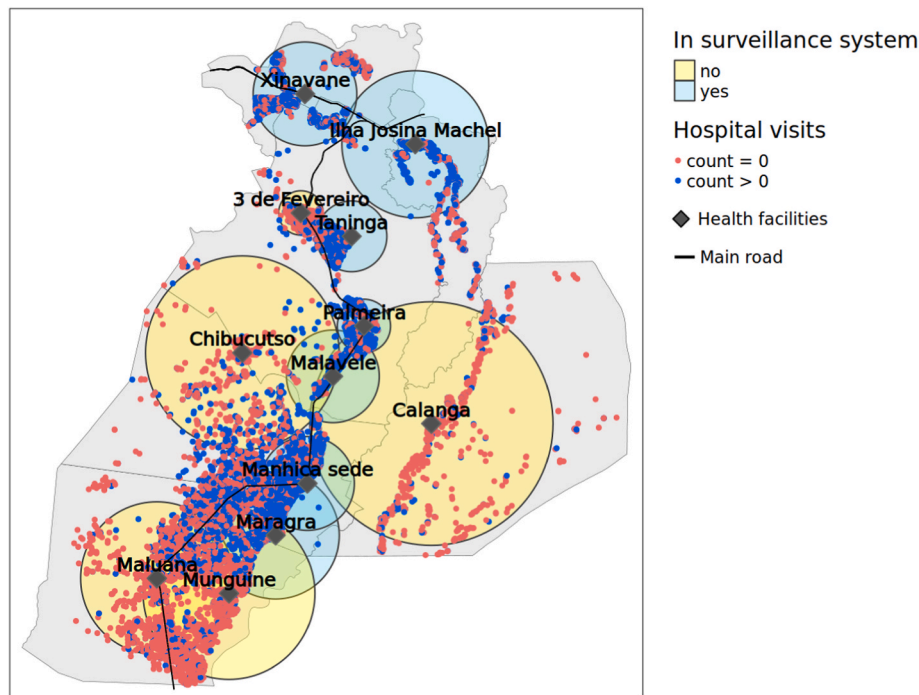 Xinavane
Ilha Josina Machel
3 de Fevereiro
Taninga
Palmeira
Chibucutso
Malavele
Calanga
Manhica sede
Maragra
Maluana
Munguine
In surveillance system
no
yes
Hospital visits
count = 0
count > 0
Health facilities
Main road